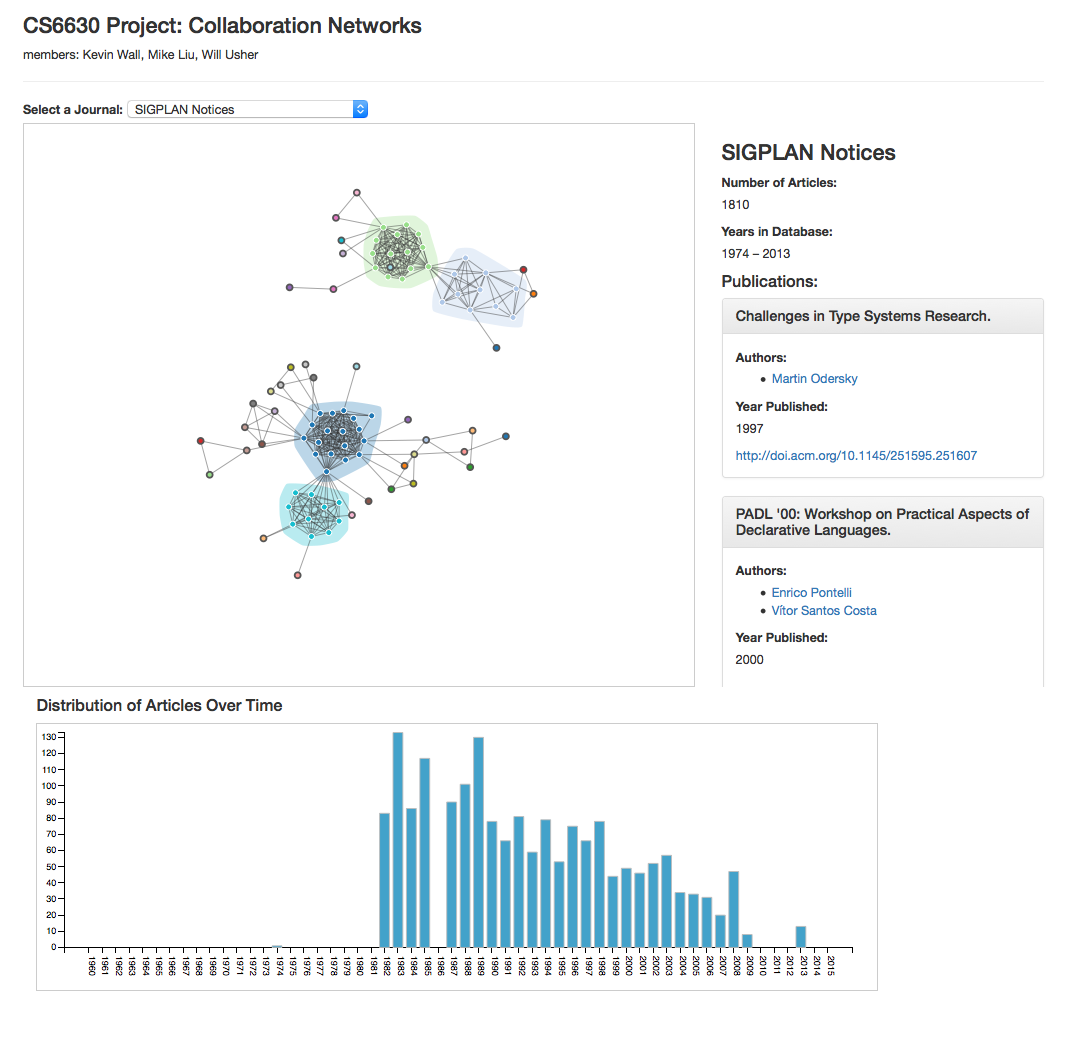 CS6630 Project: Collaboration Networks
members: Kevin Wall, Mike Liu, Will Usher
Select a Journal: SIGPLAN Notices
SIGPLAN Notices
Number of Articles:
1810
Years in Database:
1974 – 2013
Publications:
Challenges in Type Systems Research.
Authors:
• Martin Odersky
Year Published:
1997
http://doi.acm.org/10.1145/251595.251607
PADL '00: Workshop on Practical Aspects of
Declarative Languages.
Authors:
• Enrico Pontelli
• Vítor Santos Costa
Year Published:
2000
Distribution of Articles Over Time
130
120
110
100
90
80
70
60
50
40
30
20
10
0
1960 1961 1962 1963 1964 1965 1966 1967 1968 1969 1970 1971 1972 1973 1974 1975 1976 1977 1978 1979 1980 1981 1982 1983 1984 1985 1986 1987 1988 1989 1990 1991 1992 1993 1994 1995 1996 1997 1998 1999 2000 2001 2002 2003 2004 2005 2006 2007 2008 2009 2010 2011 2012 2013 2014 2015